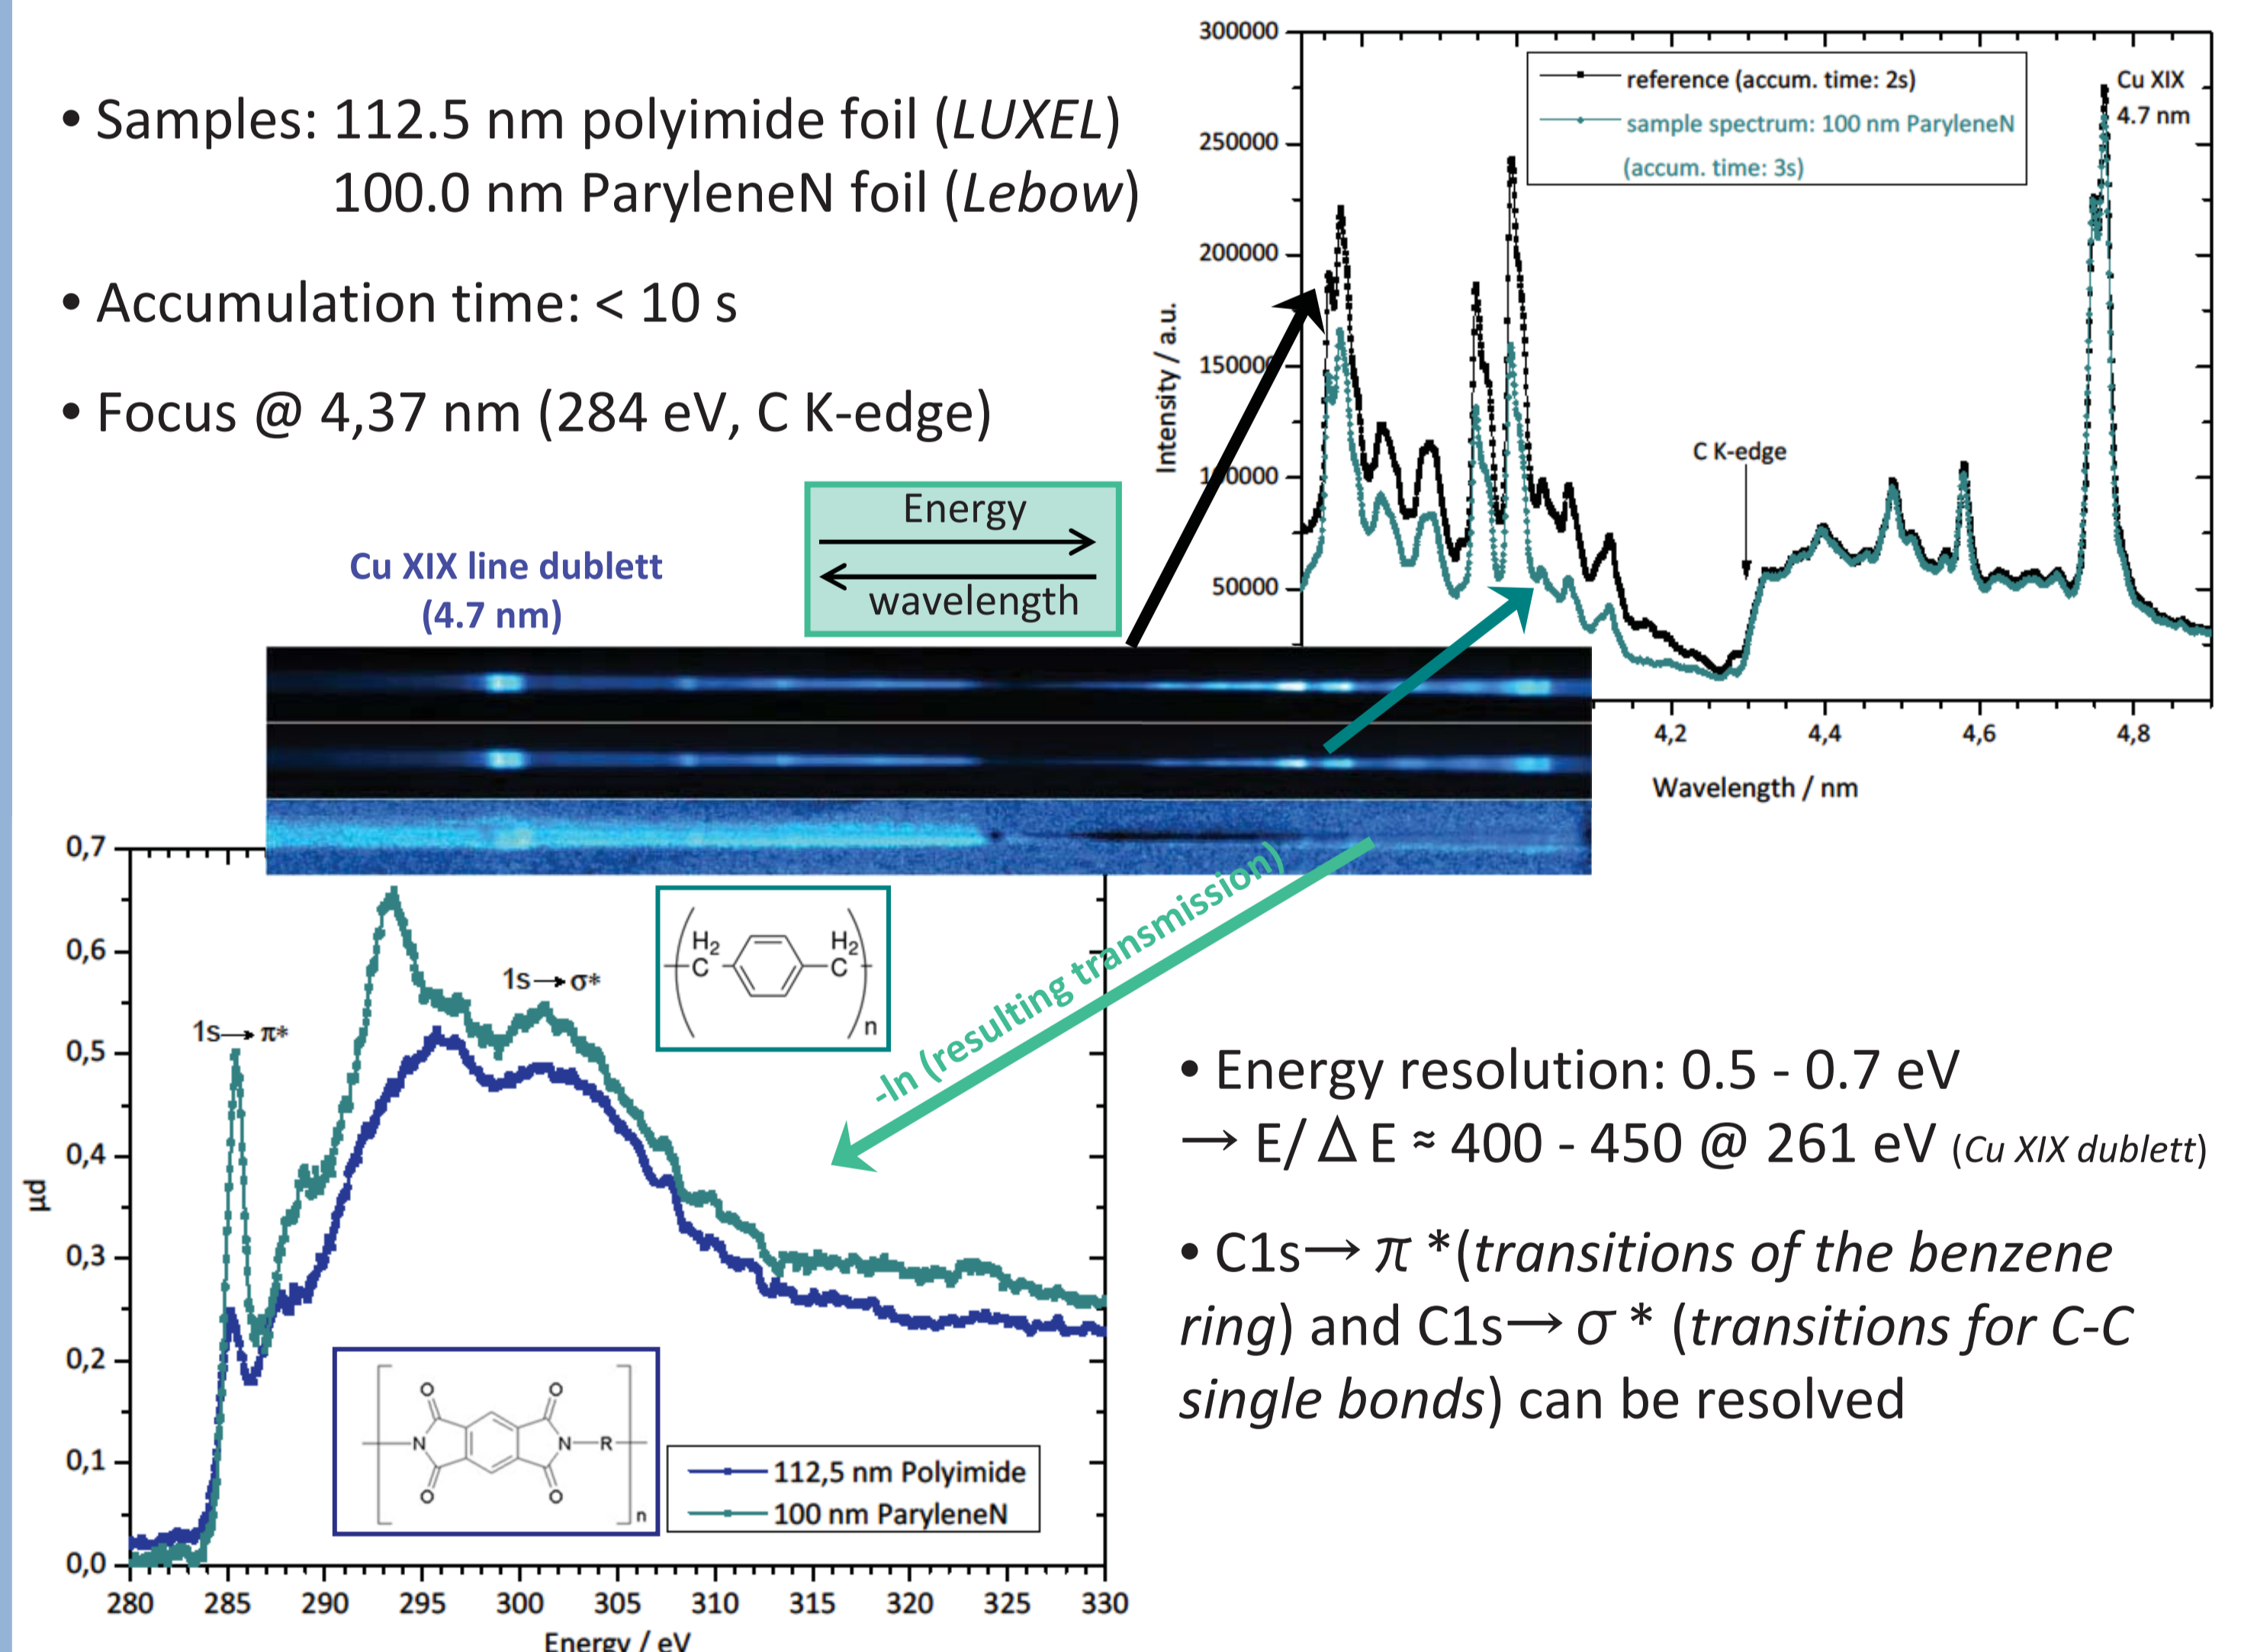 • Samples: 112.5 nm polyimide foil (LUXEL)
100.0 nm ParyleneN foil (Lebow)
• Accumulation time: < 10 s
• Focus @ 4,37 nm (284 eV, C K-edge)
Energy
wavelength
Cu XIX line dublett
(4.7 nm)
300000
250000
200000
150000
100000
50000
Intensity / a.u.
reference (accum. time: 2s)
sample spectrum: 100 nm ParyleneN
(accum. time: 3s)
Cu XIX
4.7 nm
C K-edge
4,2 4,4 4,6 4,8
Wavelength / nm
0,7
0,6
0,5
0,4
0,3
0,2
0,1
0,0
µd
1s→π*
1s→σ*
H2 H2
C C
n
-ln (resulting transmission)
O O
N N R
O O
n
112,5 nm Polyimide
100 nm ParyleneN
280 285 290 295 300 305 310 315 320 325 330
Energy / eV
• Energy resolution: 0.5 - 0.7 eV
→ E/ Δ E ≈ 400 - 450 @ 261 eV (Cu XIX dublett)
• C1s→ π *(transitions of the benzene
ring) and C1s→ σ * (transitions for C-C
single bonds) can be resolved